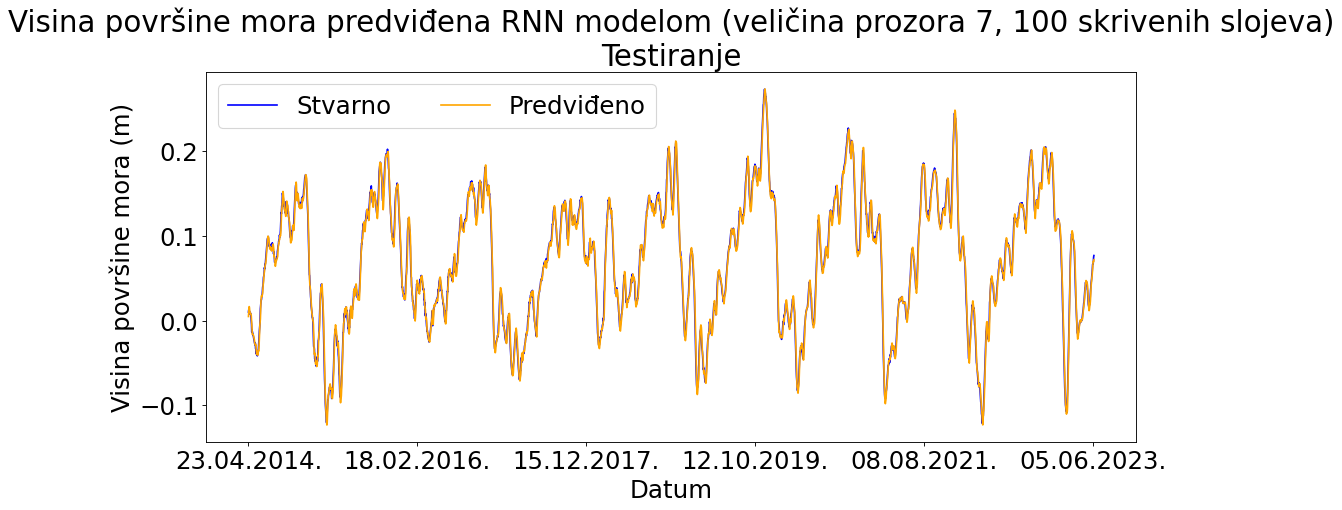 Visina površine mora predviđena RNN modelom (veličina prozora 7, 100 skrivenih slojeva)
Testiranje
Stvarno Predviđeno
Visina površine mora (m)
0.2
0.1
0.0
−0.1
23.04.2014. 18.02.2016. 15.12.2017. 12.10.2019. 08.08.2021. 05.06.2023.
Datum